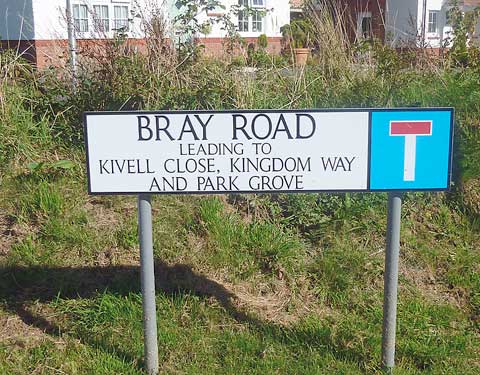 BRAY ROAD
LEADING TO
KIVELL CLOSE, KINGDOM WAY
AND PARK GROVE